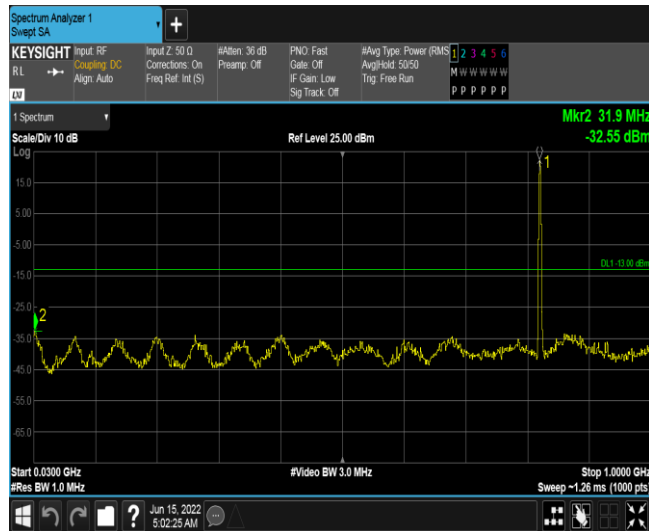 Spectrum Analyzer 1
Swept SA
+
KEYSIGHT
RL
LXI
Input: RF
Coupling: DC
Align: Auto
Input Z: 50 Ω
Corrections: On
Freq Ref: Int (S)
#Atten: 36 dB
Preamp: Off
PNO: Fast
Gate: Off
IF Gain: Low
Sig Track: Off
#Avg Type: Power (RMS
Avg|Hold: 50/50
Trig: Free Run
1 2 3 4 5 6
M W W W W W
P P P P P P
1 Spectrum
Mkr2 31.9 MHz
-32.55 dBm
Scale/Div 10 dB
Ref Level 25.00 dBm
Log
1
15.0
5.00
-5.00
DL1 -13.00 dBm
-15.0
-25.0
2
-35.0
-45.0
-55.0
-65.0
Start 0.0300 GHz
#Video BW 3.0 MHz
Stop 1.0000 GHz
#Res BW 1.0 MHz
Sweep ~1.26 ms (1000 pts)
?
Jun 15, 2022
5:02:25 AM